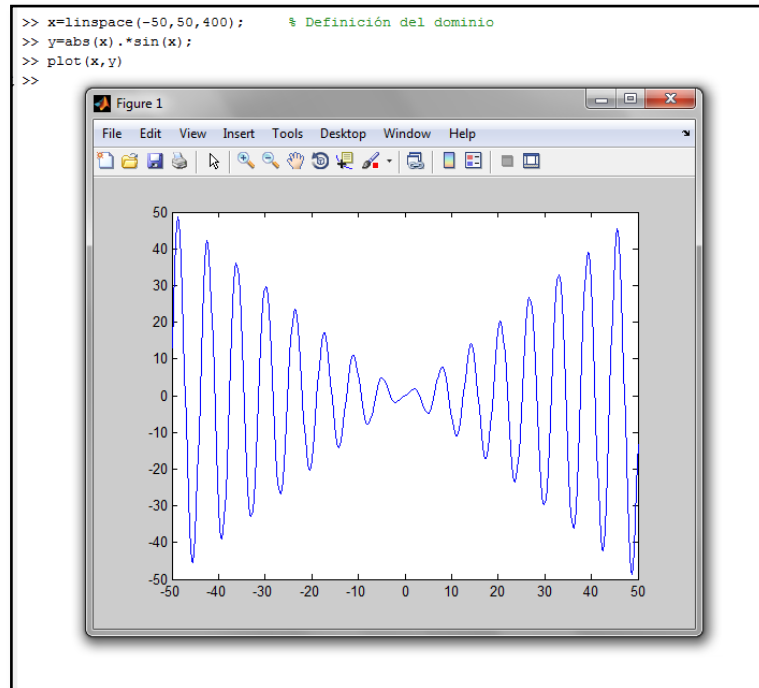 >> x=linspace(-50,50,400);     % Definición del dominio
>> y=abs(x).*sin(x);
>> plot(x,y)
>>
Figure 1
File Edit View Insert Tools Desktop Window Help
50
40
30
20
10
0
-10
-20
-30
-40
-50
-50 -40 -30 -20 -10 0 10 20 30 40 50